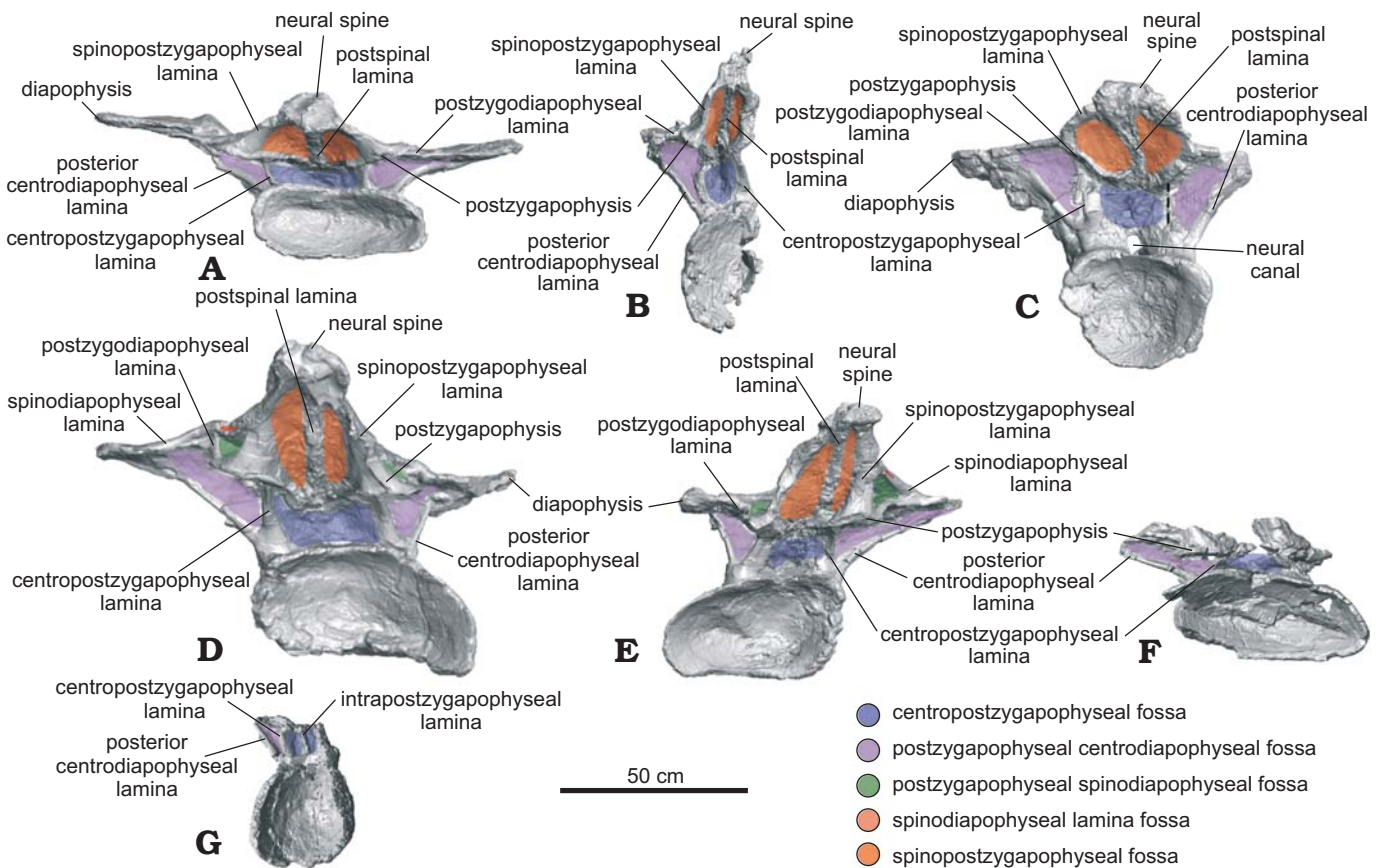 neural spine
spinopostzygapophyseal
lamina
postspinal
lamina
diapophysis
postzygodiapophyseal
lamina
posterior
centrodiapophyseal
lamina
centropostzygapophyseal
lamina
postzygapophysis
A
neural spine
spinopostzygapophyseal
lamina
postzygodiapophyseal
lamina
postspinal
lamina
posterior
centrodiapophyseal
lamina
centropostzygapophyseal
lamina
B
spinopostzygapophyseal
lamina
neural
spine
postspinal
lamina
postzygapophysis
postzygodiapophyseal
lamina
posterior
centrodiapophyseal
lamina
diapophysis
neural
canal
C
postspinal lamina
neural spine
postzygodiapophyseal
lamina
spinopostzygapophyseal
lamina
spinodiapophyseal
lamina
postzygapophysis
diapophysis
posterior
centrodiapophyseal
lamina
centropostzygapophyseal
lamina
D
postspinal
lamina
neural
spine
postzygodiapophyseal
lamina
spinopostzygapophyseal
lamina
spinodiapophyseal
lamina
postzygapophysis
posterior
centrodiapophyseal
lamina
centropostzygapophyseal
lamina
E
F
centropostzygapophyseal
lamina
intrapostzygapophyseal
lamina
posterior
centrodiapophyseal
lamina
G
50 cm
centropostzygapophyseal fossa
postzygapophyseal centrodiapophyseal fossa
postzygapophyseal spinodiapophyseal fossa
spinodiapophyseal lamina fossa
spinopostzygapophyseal fossa